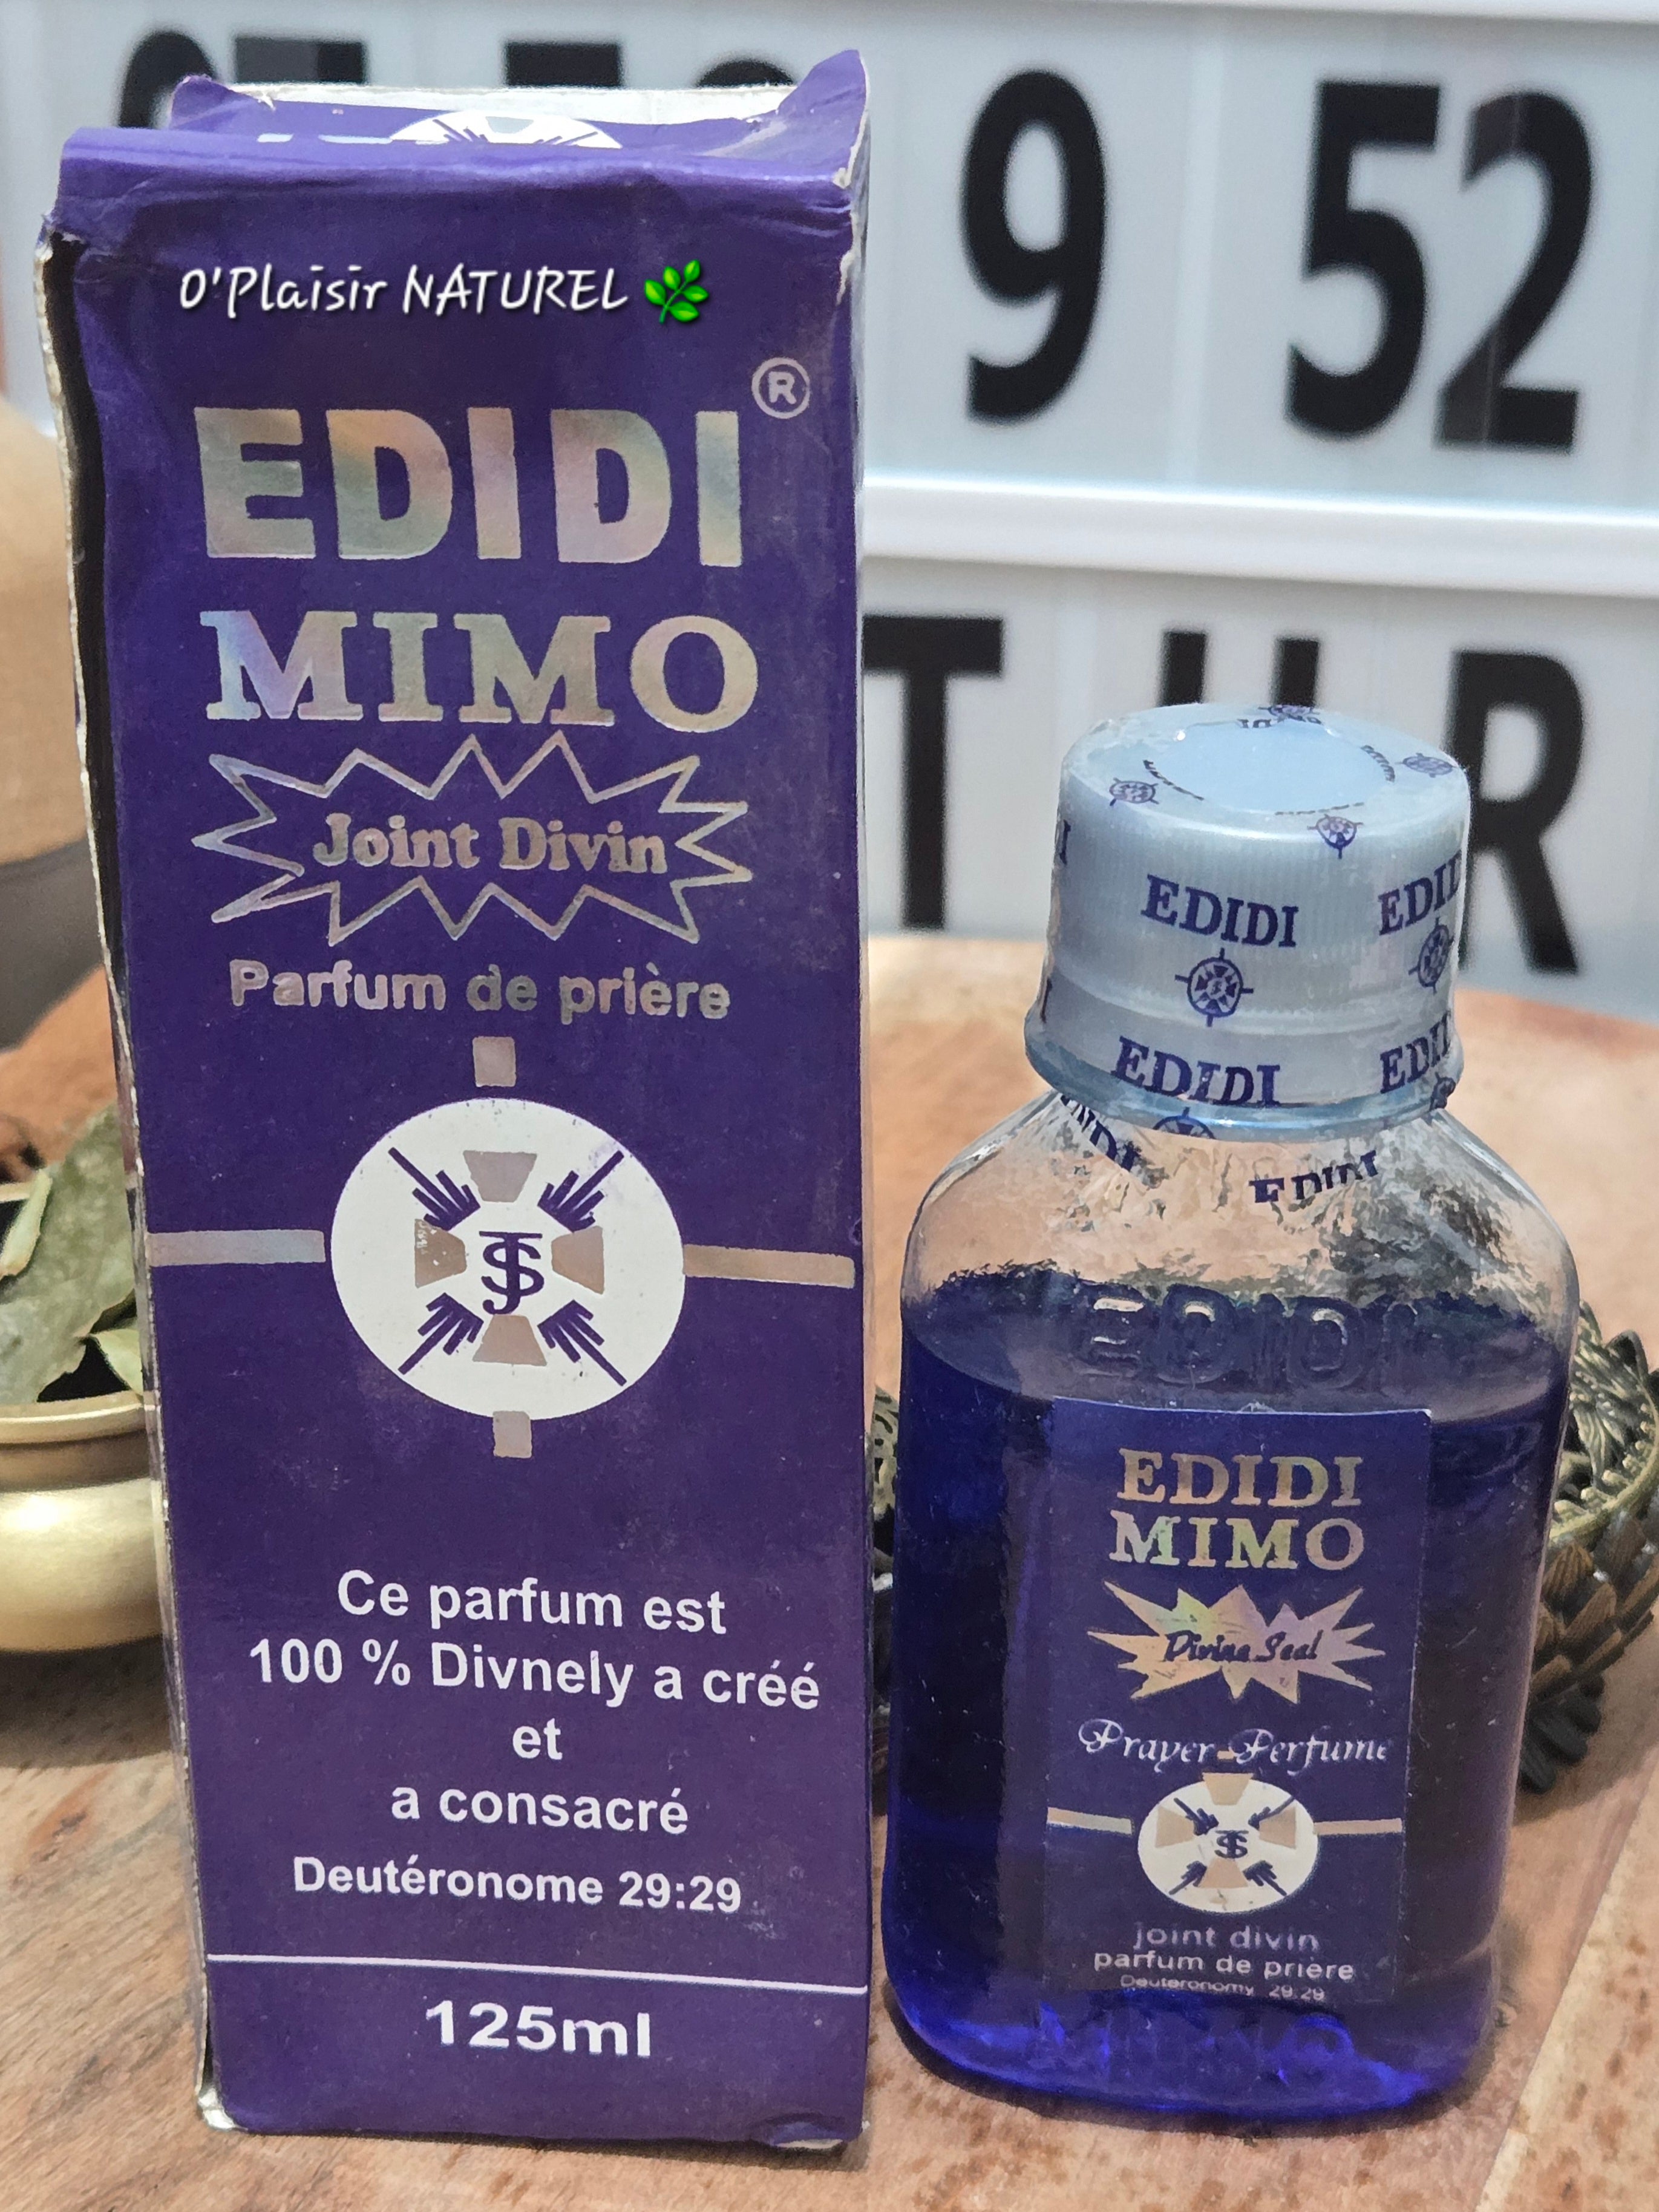 9 52
T U R
O'Plaisir NATUREL
EDIDI ®
MIMO
Joint Divin
Parfum de prière
Ce parfum est
100 % Divnely a créé
et
a consacré
Deutéronome 29:29
125ml
EDIDI
EDIDI
EDIDI
EDIDI
EDIDI
EDIDI
MIMO
Divine Seal
Prayer Perfume
joint divin
parfum de prière
Deuteronomy 29:29
MIMO